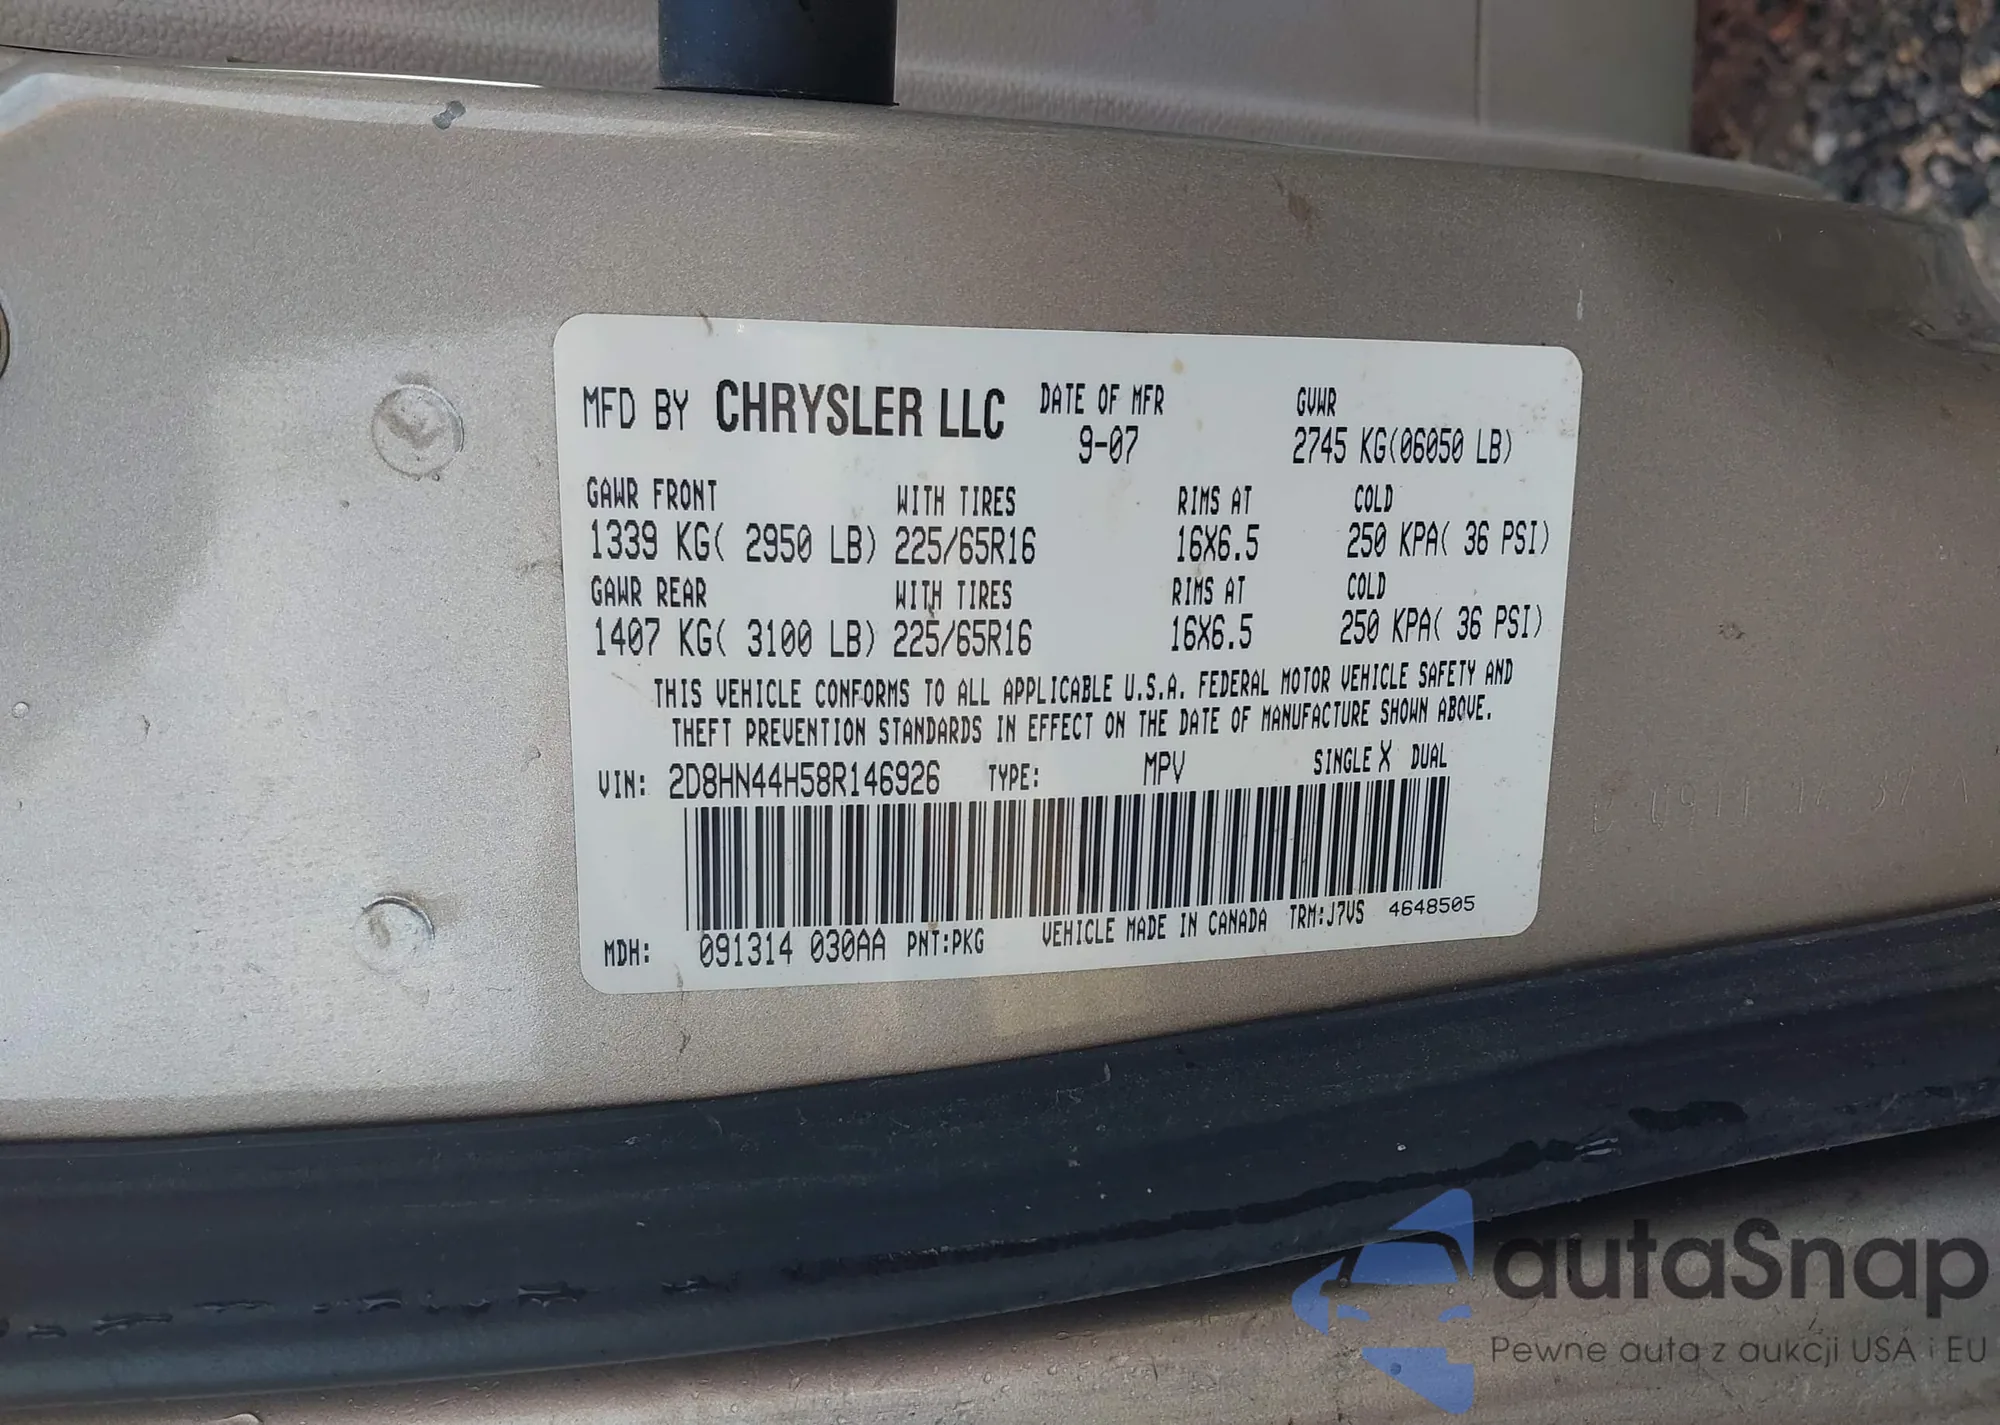 MFD BY CHRYSLER LLC DATE OF MFR GVWR
9-07 2745 KG(06050 LB)
GAWR FRONT WITH TIRES RIMS AT COLD
1339 KG( 2950 LB) 225/65R16 16X6.5 250 KPA( 36 PSI)
GAWR REAR WITH TIRES RIMS AT COLD
1407 KG( 3100 LB) 225/65R16 16X6.5 250 KPA( 36 PSI)
THIS VEHICLE CONFORMS TO ALL APPLICABLE U.S.A. FEDERAL MOTOR VEHICLE SAFETY AND
THEFT PREVENTION STANDARDS IN EFFECT ON THE DATE OF MANUFACTURE SHOWN ABOVE.
VIN: 2D8HN44H58R146926 TYPE: MPV SINGLE X DUAL
MDH: 091314 030AA PNT:PKG VEHICLE MADE IN CANADA TRM:J7VS 4648505
autaSnap
Pewne auta z aukcji USA i EU